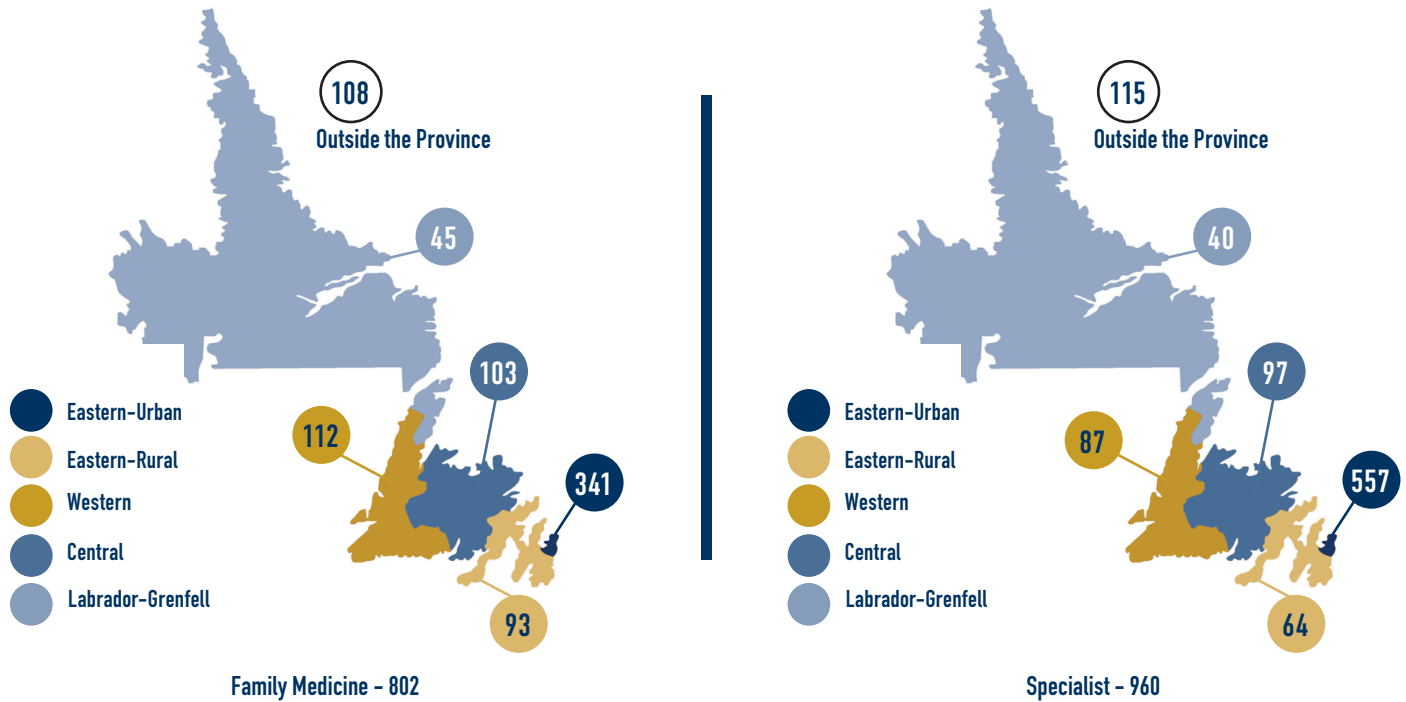 108
Outside the Province
45
103
112
341
93
Eastern-Urban
Eastern-Rural
Western
Central
Labrador-Grenfell
Family Medicine - 802
115
Outside the Province
40
97
87
557
64
Eastern-Urban
Eastern-Rural
Western
Central
Labrador-Grenfell
Specialist - 960